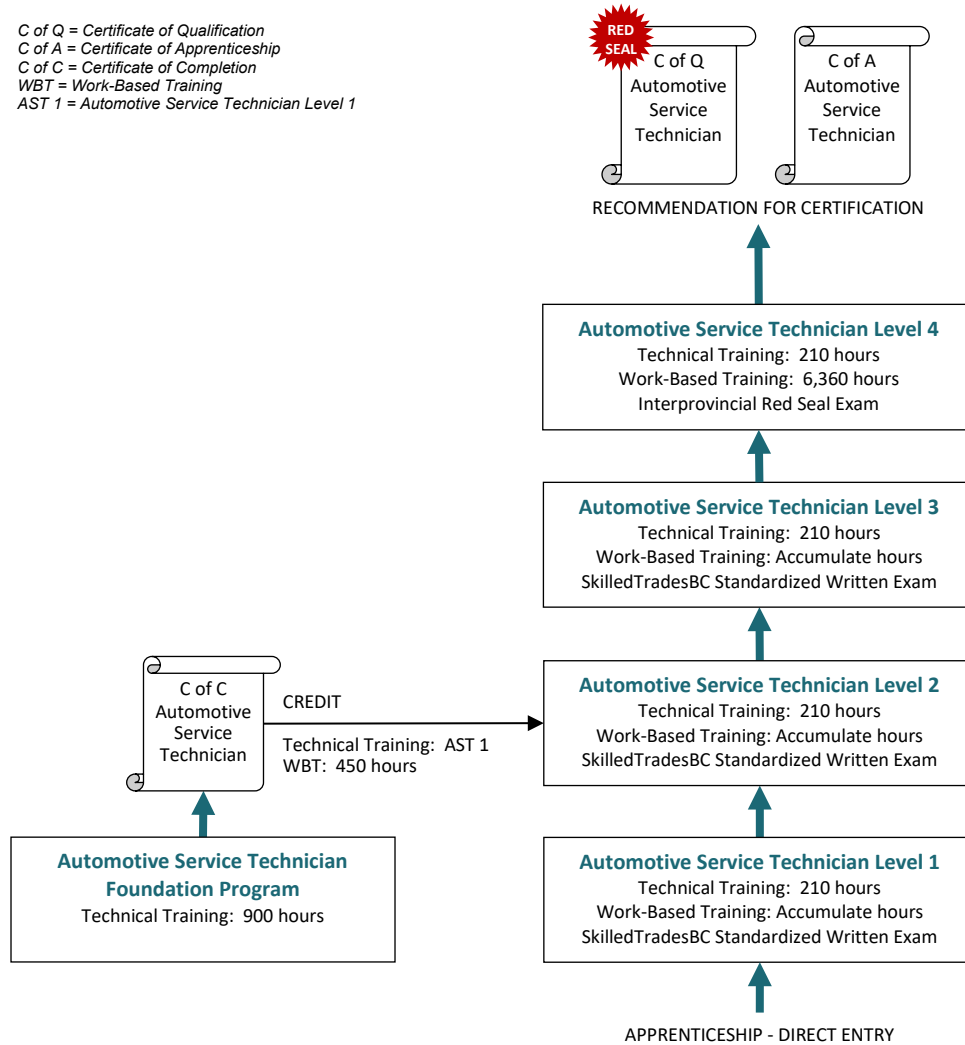 C of Q = Certificate of Qualification
C of A = Certificate of Apprenticeship
C of C = Certificate of Completion
WBT = Work-Based Training
AST 1 = Automotive Service Technician Level 1
RED
SEAL
C of Q
Automotive
Service
Technician
C of A
Automotive
Service
Technician
RECOMMENDATION FOR CERTIFICATION
Automotive Service Technician Level 4
Technical Training: 210 hours
Work-Based Training: 6,360 hours
Interprovincial Red Seal Exam
Automotive Service Technician Level 3
Technical Training: 210 hours
Work-Based Training: Accumulate hours
SkilledTradesBC Standardized Written Exam
C of C
Automotive
Service
Technician
CREDIT
Technical Training: AST 1
WBT: 450 hours
Automotive Service Technician Level 2
Technical Training: 210 hours
Work-Based Training: Accumulate hours
SkilledTradesBC Standardized Written Exam
Automotive Service Technician
Foundation Program
Technical Training: 900 hours
Automotive Service Technician Level 1
Technical Training: 210 hours
Work-Based Training: Accumulate hours
SkilledTradesBC Standardized Written Exam
APPRENTICESHIP - DIRECT ENTRY